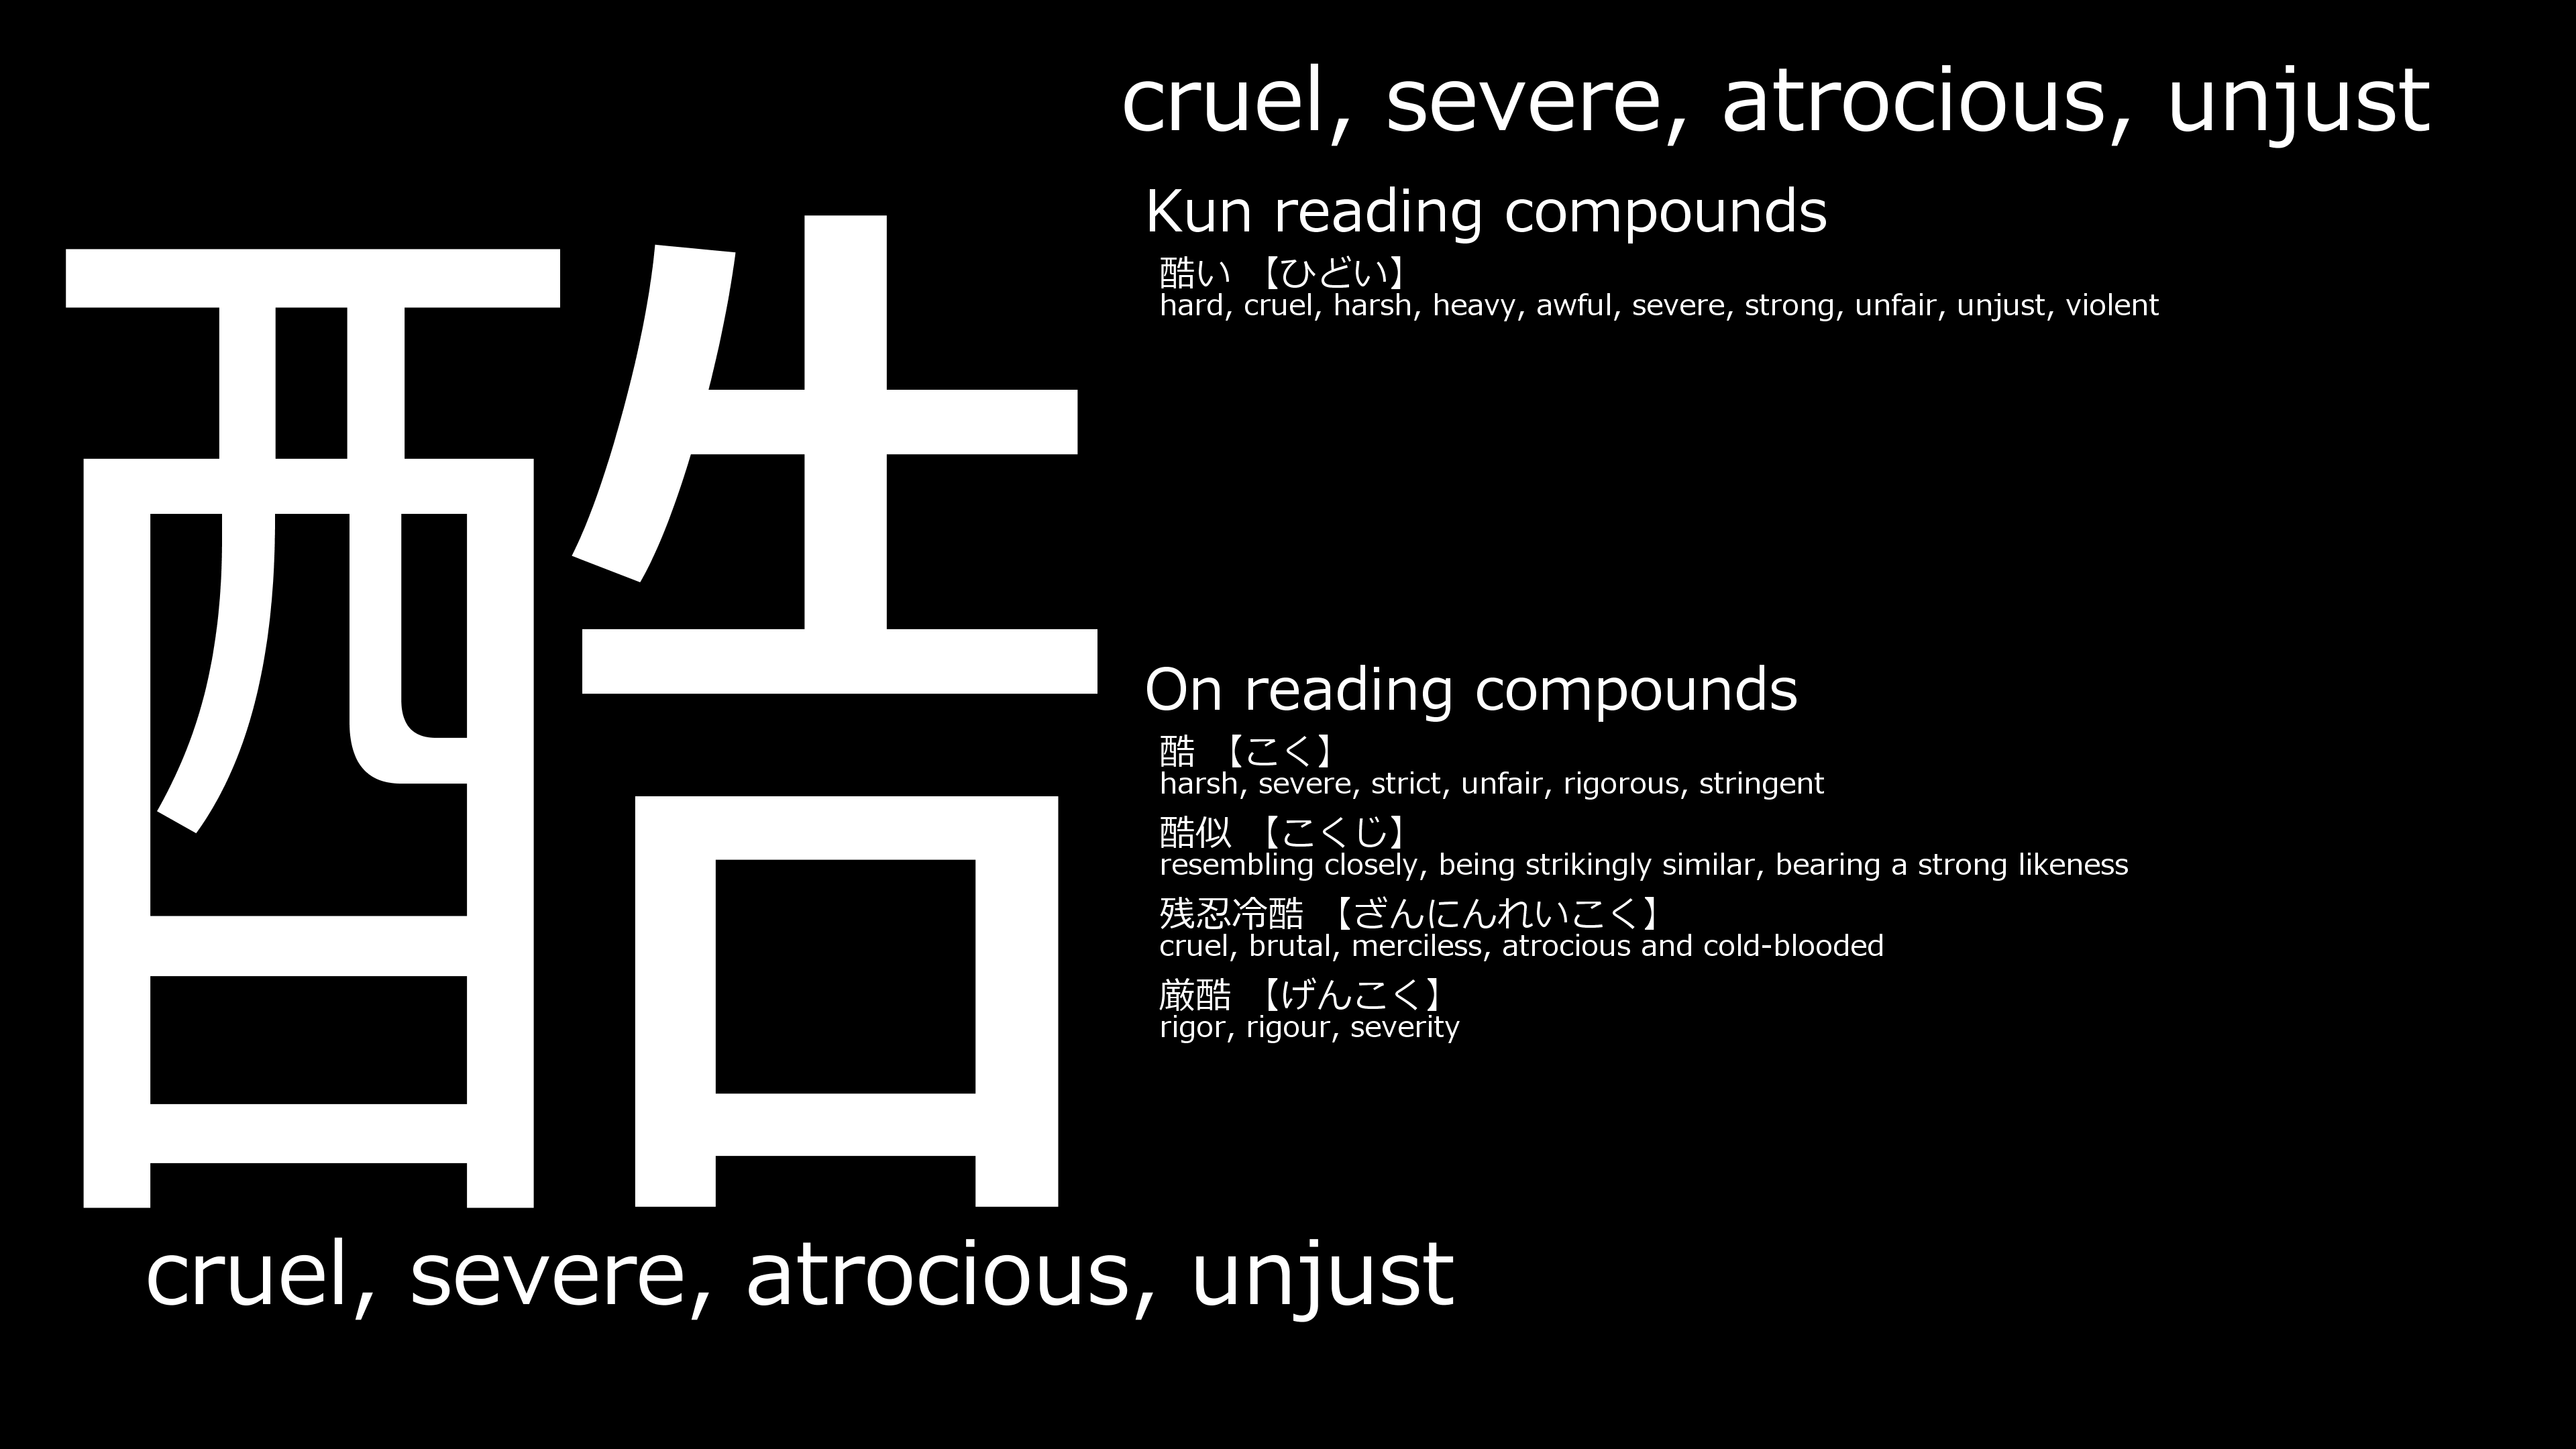 酷
cruel, severe, atrocious, unjust
cruel, severe, atrocious, unjust
Kun reading compounds
酷い 【ひどい】
hard, cruel, harsh, heavy, awful, severe, strong, unfair, unjust, violent
On reading compounds
酷 【こく】
harsh, severe, strict, unfair, rigorous, stringent
酷似 【こくじ】
resembling closely, being strikingly similar, bearing a strong likeness
残忍冷酷 【ざんにんれいこく】
cruel, brutal, merciless, atrocious and cold-blooded
厳酷 【げんこく】
rigor, rigour, severity